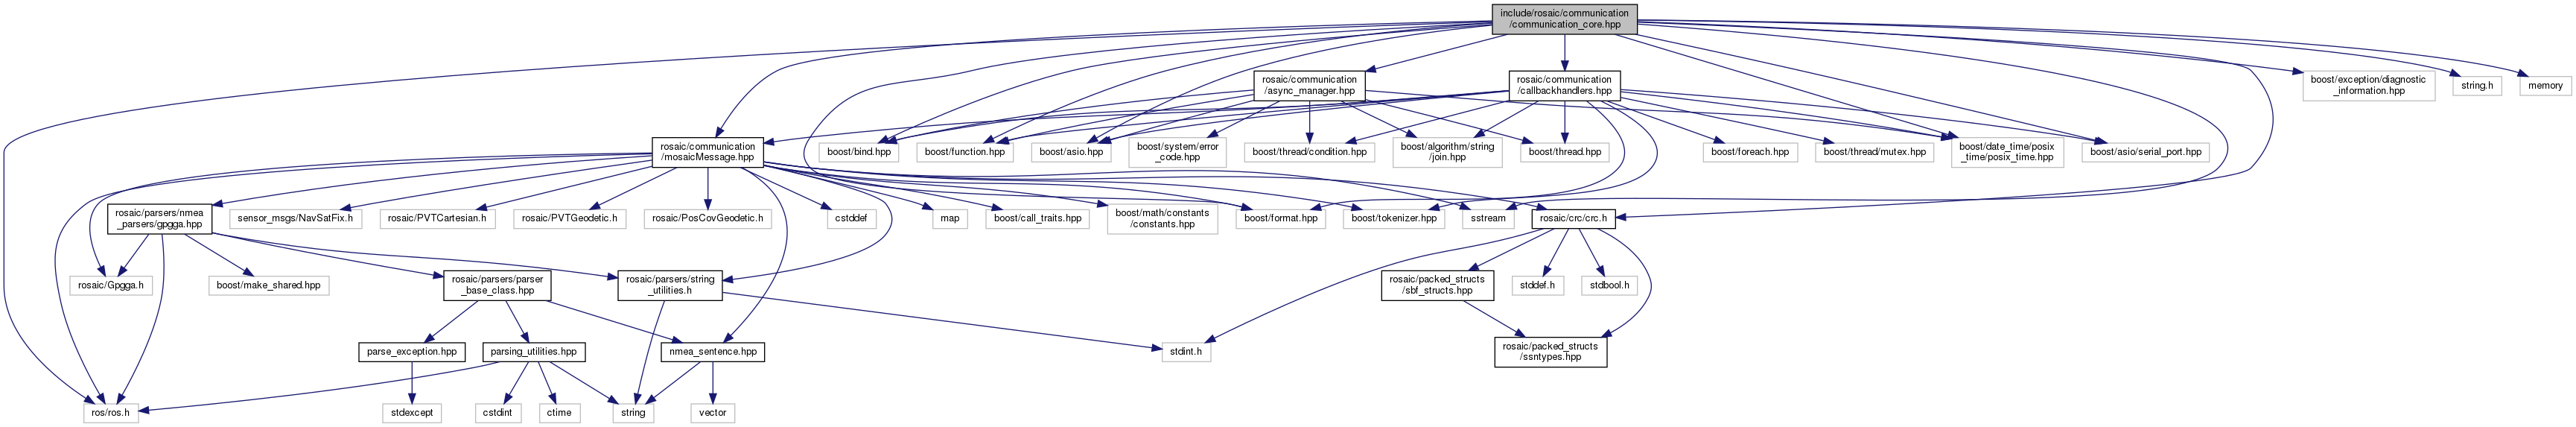 include/rosaic/communication
/communication_core.hpp
rosaic/communication
/async_manager.hpp
rosaic/communication
/callbackhandlers.hpp
boost/exception/diagnostic
_information.hpp
string.h
memory
rosaic/communication
/mosaicMessage.hpp
boost/bind.hpp
boost/function.hpp
boost/asio.hpp
boost/system/error
_code.hpp
boost/thread/condition.hpp
boost/algorithm/string
/join.hpp
boost/thread.hpp
boost/foreach.hpp
boost/thread/mutex.hpp
boost/date_time/posix
_time/posix_time.hpp
boost/asio/serial_port.hpp
rosaic/parsers/nmea
_parsers/gpgga.hpp
sensor_msgs/NavSatFix.h
rosaic/PVTCartesian.h
rosaic/PVTGeodetic.h
rosaic/PosCovGeodetic.h
cstddef
map
boost/call_traits.hpp
boost/math/constants
/constants.hpp
boost/format.hpp
boost/tokenizer.hpp
sstream
rosaic/crc/crc.h
rosaic/Gpgga.h
boost/make_shared.hpp
rosaic/parsers/parser
_base_class.hpp
rosaic/parsers/string
_utilities.h
rosaic/packed_structs
/sbf_structs.hpp
stddef.h
stdbool.h
parse_exception.hpp
parsing_utilities.hpp
nmea_sentence.hpp
stdint.h
rosaic/packed_structs
/ssntypes.hpp
ros/ros.h
stdexcept
cstdint
ctime
string
vector